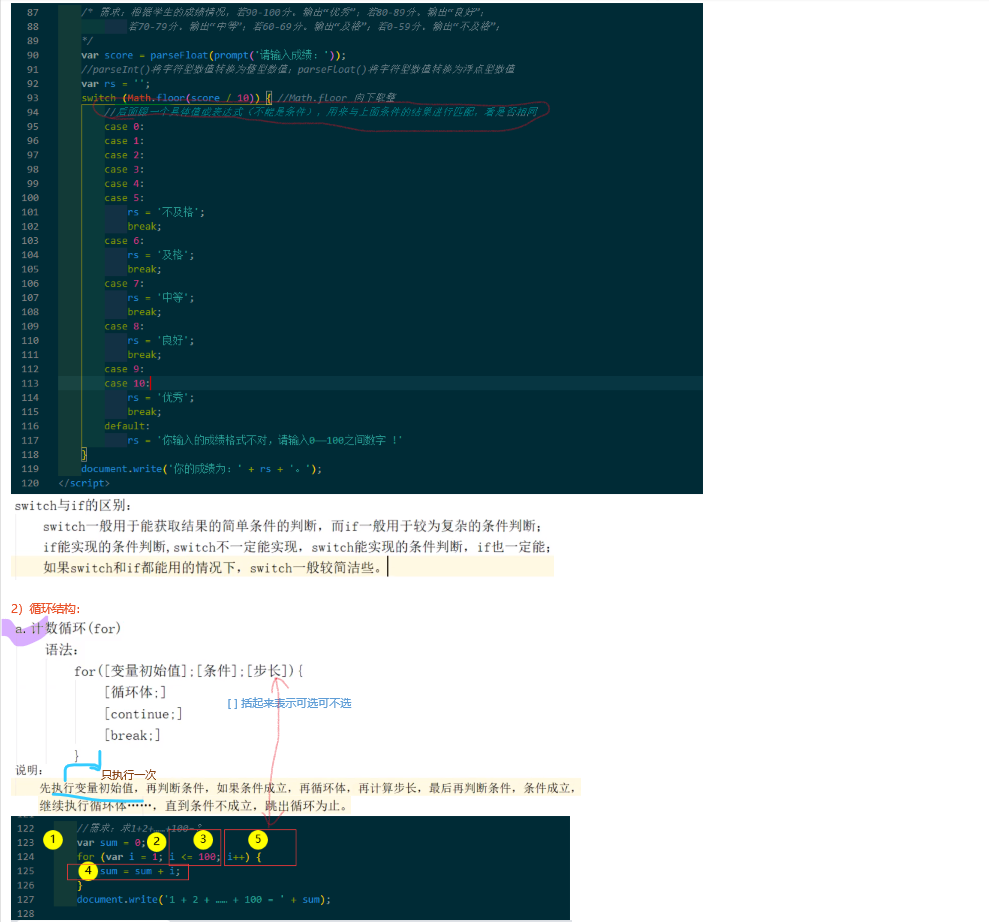 87 /* 需求：根据学生的成绩情况，若90-100分，输出“优秀”；若80-89分，输出“良好”；
88 若70-79分，输出“中等”；若60-69分，输出“及格”；若0-59分，输出“不及格”；
89 */
90 var score = parseFloat(prompt('请输入成绩：'));
91 //parseInt()将字符型数值转换为整型数值；parseFloat()将字符型数值转换为浮点型数值
92 var rs = '';
93 switch (Math.floor(score / 10)) { //Math.floor 向下取整
94 //后面跟一个具体值或表达式（不能是条件），用来与上面条件的结果进行匹配，看是否相同
95 case 0:
96 case 1:
97 case 2:
98 case 3:
99 case 4:
100 case 5:
101 rs = '不及格';
102 break;
103 case 6:
104 rs = '及格';
105 break;
106 case 7:
107 rs = '中等';
108 break;
109 case 8:
110 rs = '良好';
111 break;
112 case 9:
113 case 10:
114 rs = '优秀';
115 break;
116 default:
117 rs = '你输入的成绩格式不对，请输入0——100之间数字 ！'
118 }
119 document.write('你的成绩为：' + rs + '。');
120 </script>
switch与if的区别：
switch一般用于能获取结果的简单条件的判断，而if一般用于较为复杂的条件判断；
if能实现的条件判断,switch不一定能实现，switch能实现的条件判断，if也一定能；
如果switch和if都能用的情况下，switch一般较简洁些。
2）循环结构：
a.计数循环(for)
语法：
for([变量初始值];[条件];[步长]){
[循环体;]
[ ] 括起来表示可选可不选
[continue;]
[break;]
}
说明：
只执行一次
先执行变量初始值，再判断条件，如果条件成立，再循环体，再计算步长，最后再判断条件，条件成立，
继续执行循环体……，直到条件不成立，跳出循环为止。
122 //需求：求1+2+……+100=?
123 1 var sum = 0; 2 3 5
124 for (var i = 1; i <= 100; i++) {
125 4 sum = sum + i;
126 }
127 document.write('1 + 2 + …… + 100 = ' + sum);
128